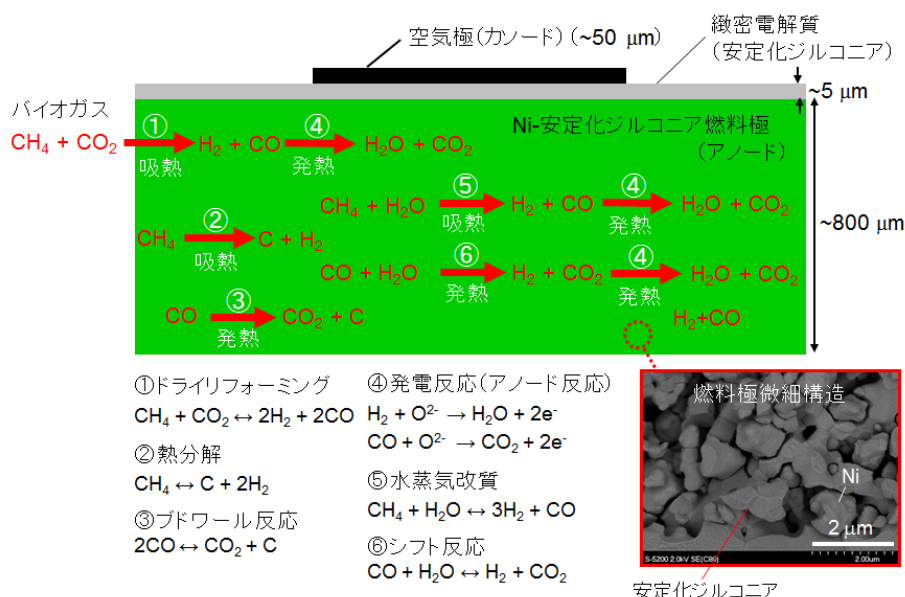 空気極(カソード) (~50 μm)
緻密電解質
(安定化ジルコニア)
~5 μm
バイオガス
CH₄ + CO₂
①
吸熱
H₂ + CO
④
発熱
H₂O + CO₂
Ni-安定化ジルコニア燃料極
(アノード)
CH₄ + H₂O
⑤
吸熱
H₂ + CO
④
発熱
H₂O + CO₂
~800 μm
CH₄
②
吸熱
C + H₂
CO + H₂O
⑥
発熱
H₂ + CO₂
④
発熱
H₂O + CO₂
CO
③
発熱
CO₂ + C
H₂+CO
①ドライリフォーミング
CH₄ + CO₂ ↔ 2H₂ + 2CO
②熱分解
CH₄ ↔ C + 2H₂
③ブドワール反応
2CO ↔ CO₂ + C
④発電反応(アノード反応)
H₂ + O²⁻ → H₂O + 2e⁻
CO + O²⁻ → CO₂ + 2e⁻
⑤水蒸気改質
CH₄ + H₂O ↔ 3H₂ + CO
⑥シフト反応
CO + H₂O ↔ H₂ + CO₂
燃料極微細構造
Ni
2 μm
S-5200 2.0kV SE(C80)
2.00um
安定化ジルコニア